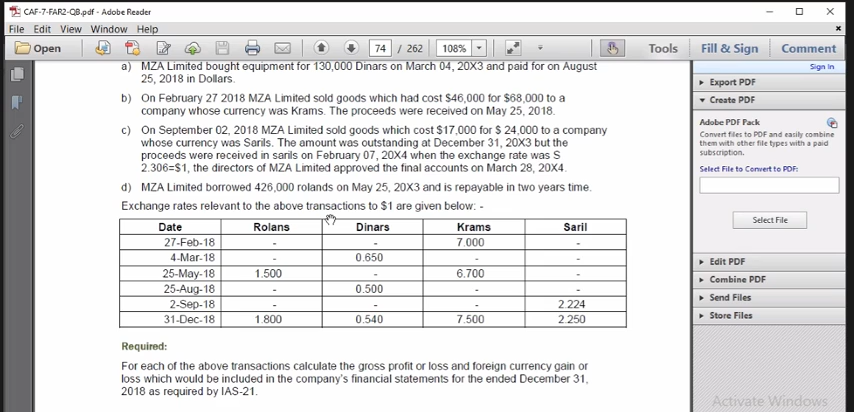 CAF-7-FAR2-QB.pdf - Adobe Reader
File Edit View Window Help
Open 74 / 262 108% Tools Fill & Sign Comment
Sign In
Export PDF
Create PDF
Adobe PDF Pack
Convert files to PDF and easily combine
them with other file types with a paid
subscription.
Select File to Convert to PDF:
Select File
Edit PDF
Combine PDF
Send Files
Store Files
a) MZA Limited bought equipment for 130,000 Dinars on March 04, 20X3 and paid for on August
25, 2018 in Dollars.
b) On February 27 2018 MZA Limited sold goods which had cost $46,000 for $68,000 to a
company whose currency was Krams. The proceeds were received on May 25, 2018.
c) On September 02, 2018 MZA Limited sold goods which cost $17,000 for $ 24,000 to a company
whose currency was Sarils. The amount was outstanding at December 31, 20X3 but the
proceeds were received in sarils on February 07, 20X4 when the exchange rate was S
2.306=$1, the directors of MZA Limited approved the final accounts on March 28, 20X4.
d) MZA Limited borrowed 426,000 rolands on May 25, 20X3 and is repayable in two years time.
Exchange rates relevant to the above transactions to $1 are given below: -
Date Rolans Dinars Krams Saril
27-Feb-18 - - 7.000 -
4-Mar-18 - 0.650 - -
25-May-18 1.500 - 6.700 -
25-Aug-18 - 0.500 - -
2-Sep-18 - - - 2.224
31-Dec-18 1.800 0.540 7.500 2.250
Required:
For each of the above transactions calculate the gross profit or loss and foreign currency gain or
loss which would be included in the company's financial statements for the ended December 31,
2018 as required by IAS-21.
Activate Windows